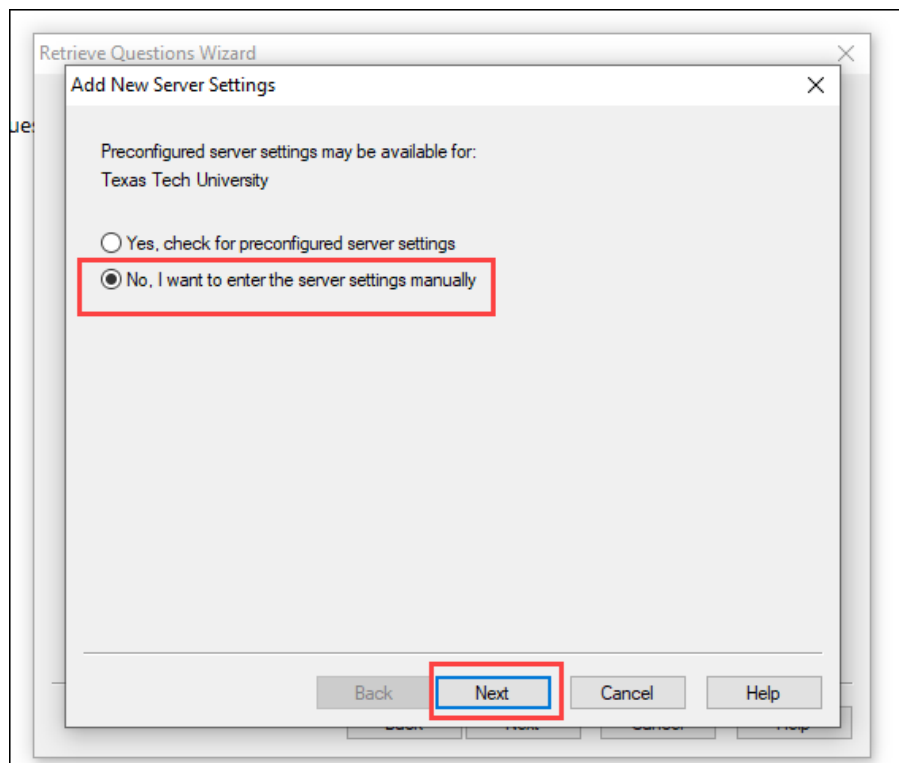 Retrieve Questions Wizard
Add New Server Settings
Preconfigured server settings may be available for:
Texas Tech University
Yes, check for preconfigured server settings
No, I want to enter the server settings manually
Back Next Cancel Help